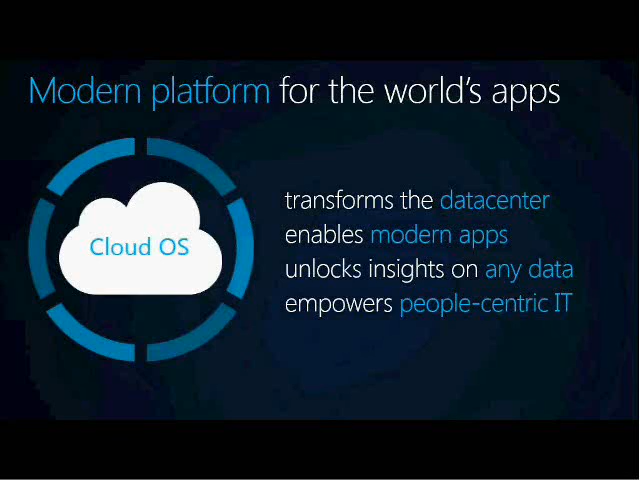 Modern platform for the world's apps
Cloud OS
transforms the datacenter
enables modern apps
unlocks insights on any data
empowers people-centric IT